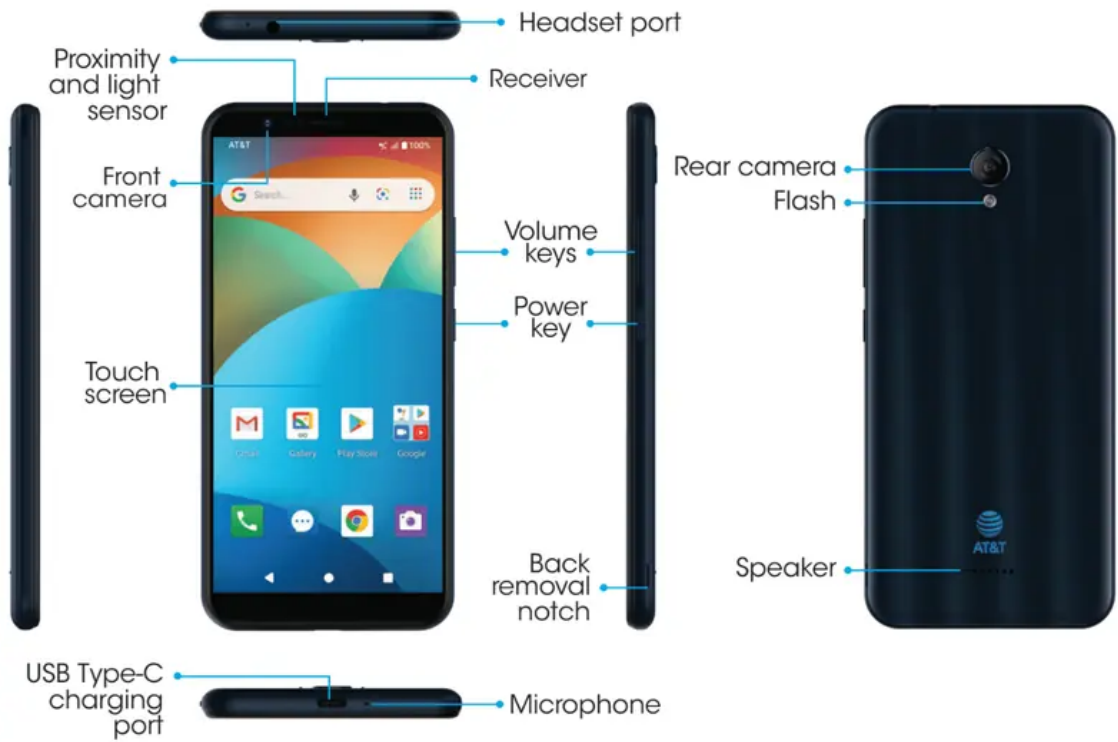 Headset port
Proximity
and light
sensor
Receiver
AT&T
100%
Search...
Front
camera
Rear camera
Flash
Volume
keys
Power
key
Touch
screen
Gmail Gallery Play Store Google
Back
removal
notch
AT&T
Speaker
USB Type-C
charging
port
Microphone